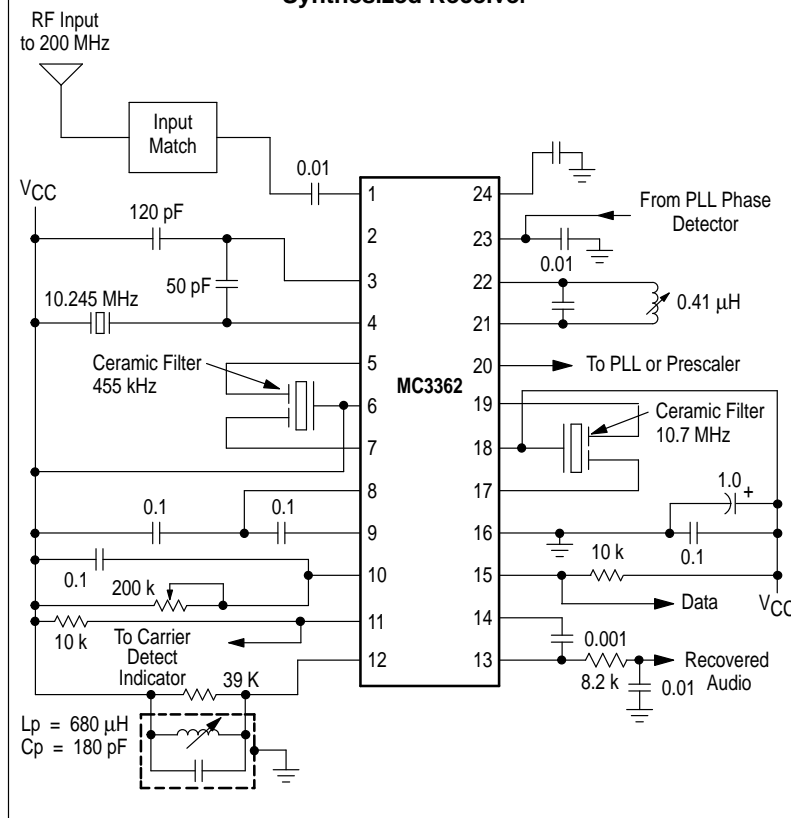 Synthesized Receiver
RF Input
to 200 MHz
Input
Match
0.01
VCC
120 pF
50 pF
10.245 MHz
Ceramic Filter
455 kHz
0.1
0.1
0.1
200 k
10 k
To Carrier
Detect
Indicator
39 K
Lp = 680 µH
Cp = 180 pF
1
2
3
4
5
6
7
8
9
10
11
12
MC3362
24
23
22
21
20
19
18
17
16
15
14
13
From PLL Phase
Detector
0.01
0.41 µH
To PLL or Prescaler
Ceramic Filter
10.7 MHz
1.0
+
0.1
10 k
Data
VCC
0.001
8.2 k
0.01
Recovered
Audio